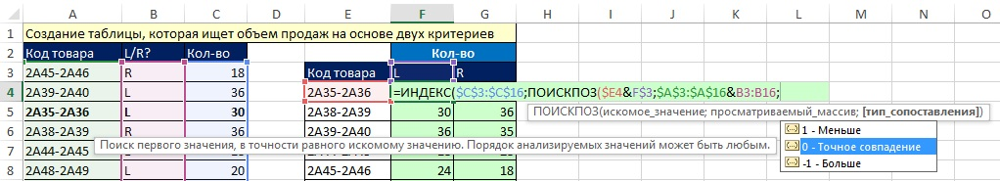 A B C D E F G H I J K L M N O
1 Создание таблицы, которая ищет объем продаж на основе двух критериев
2 Код товара L/R? Кол-во Кол-во
3 2A45-2A46 R 18 Код товара L R
4 2A39-2A40 L 36 2A35-2A36 =ИНДЕКС($C$3:$C$16;ПОИСКПОЗ($E4&F$3;$A$3:$A$16&B3:B16;
5 2A35-2A36 L 30 2A38-2A39 30 36
ПОИСКПОЗ(искомое_значение; просматриваемый_массив; [тип_сопоставления])
6 2A38-2A39 R 36 2A39-2A40 36 35
1 - Меньше
7 2A44-2A45
Поиск первого значения, в точности равного искомому значению. Порядок анализируемых значений может быть любым.
0 - Точное совпадение
8 2A48-2A49 L 20 2A45-2A46 24 18
-1 - Больше